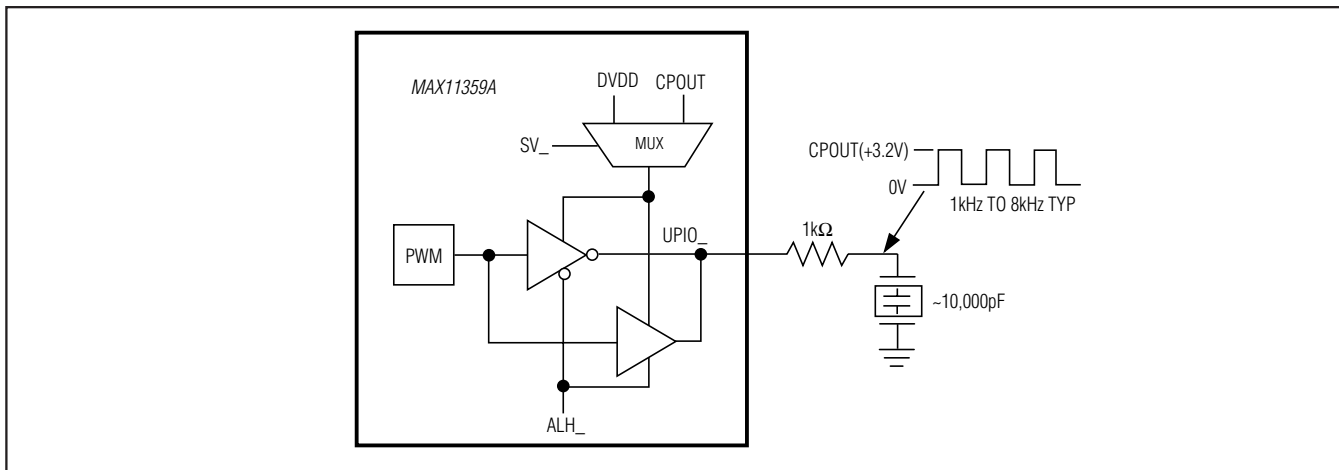 MAX11359A
DVDD
CPOUT
SV_
MUX
PWM
UPIO_
ALH_
1kΩ
CPOUT(+3.2V)
0V
1kHz TO 8kHz TYP
~10,000pF